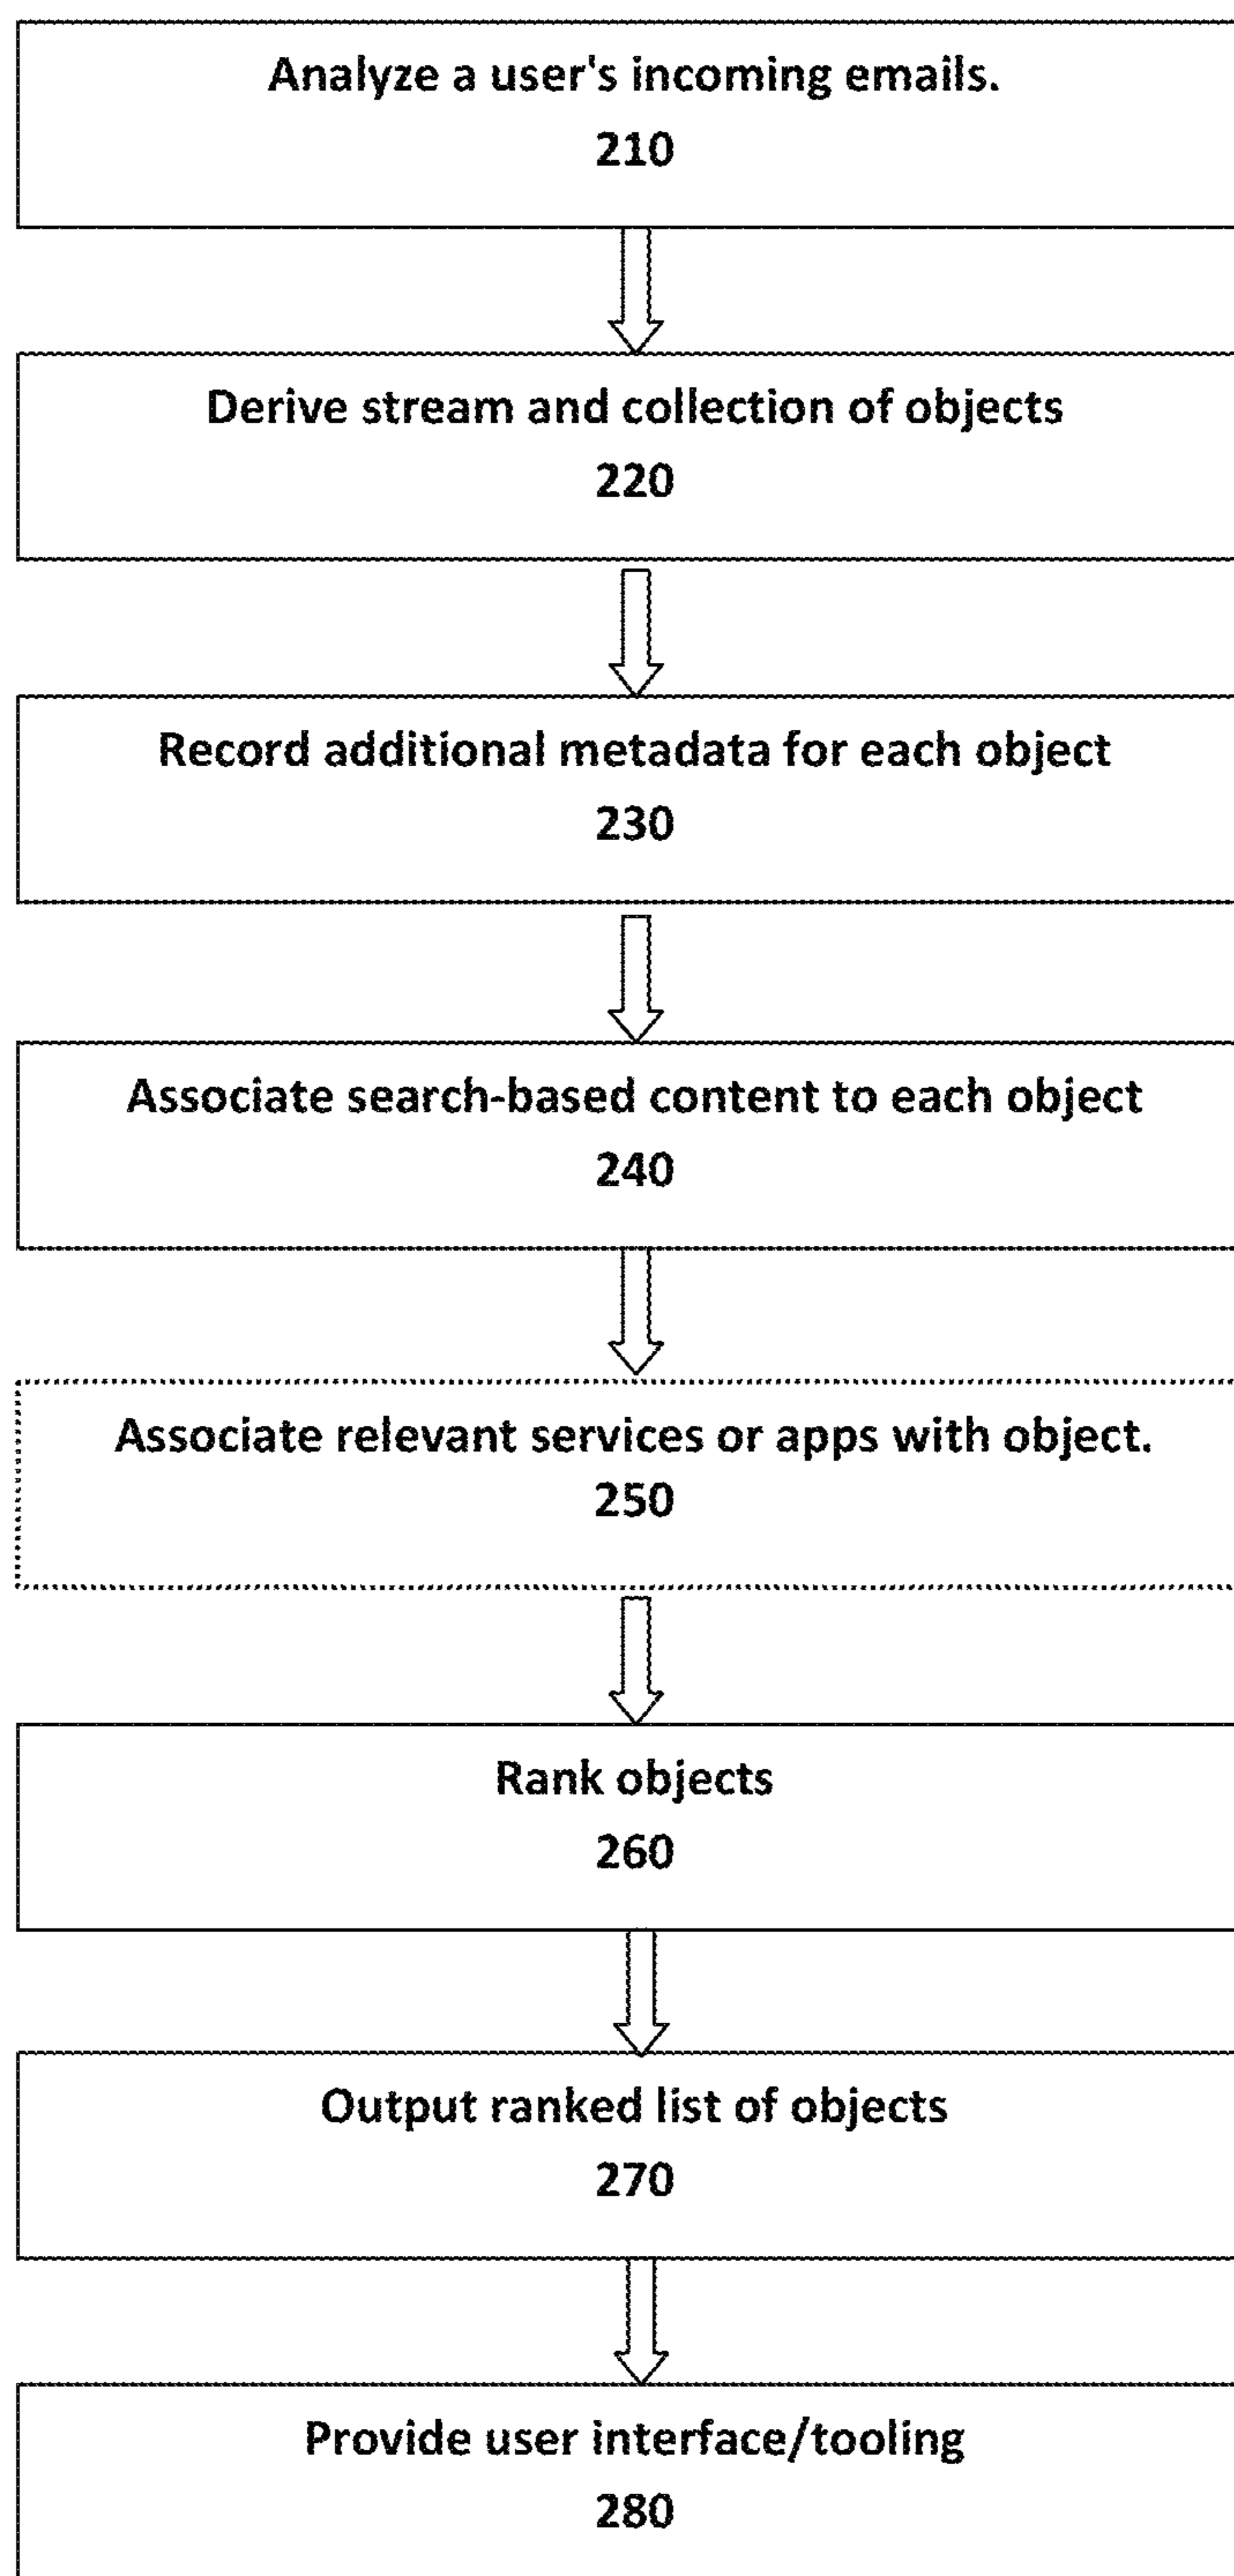 Analyze a user's incoming emails.
210
Derive stream and collection of objects
220
Record additional metadata for each object
230
Associate search-based content to each object
240
Associate relevant services or apps with object.
250
Rank objects
260
Output ranked list of objects
270
Provide user interface/tooling
280